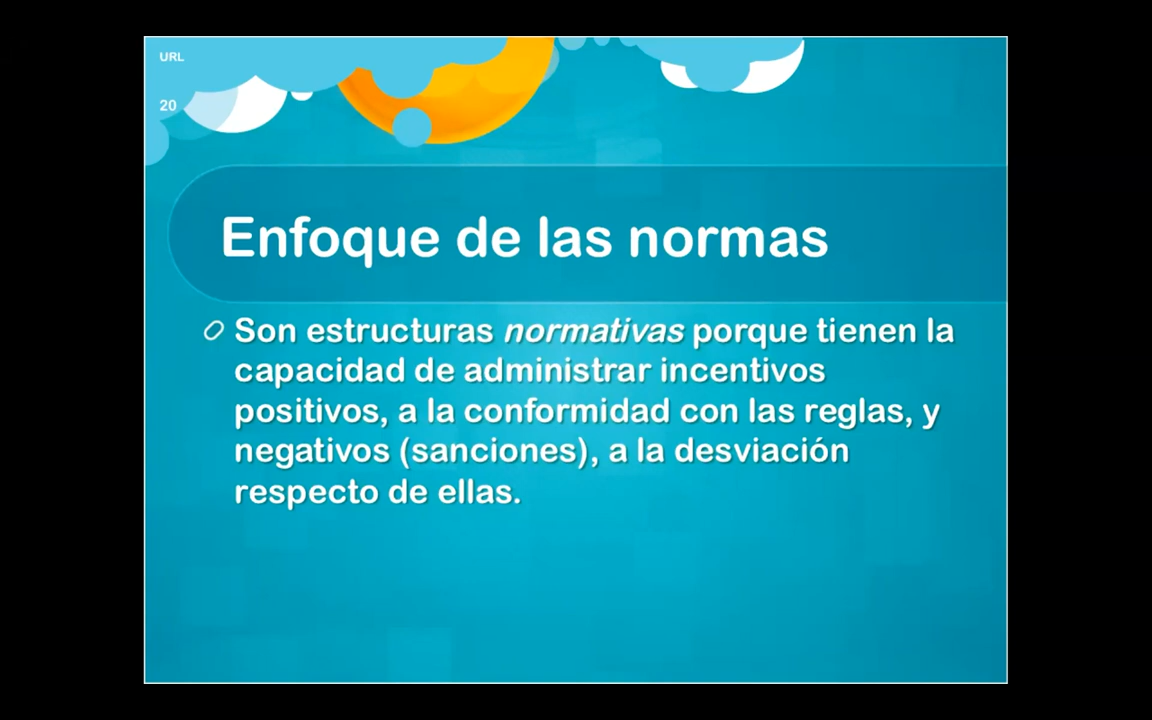 URL
20
Enfoque de las normas
Son estructuras normativas porque tienen la
capacidad de administrar incentivos
positivos, a la conformidad con las reglas, y
negativos (sanciones), a la desviación
respecto de ellas.